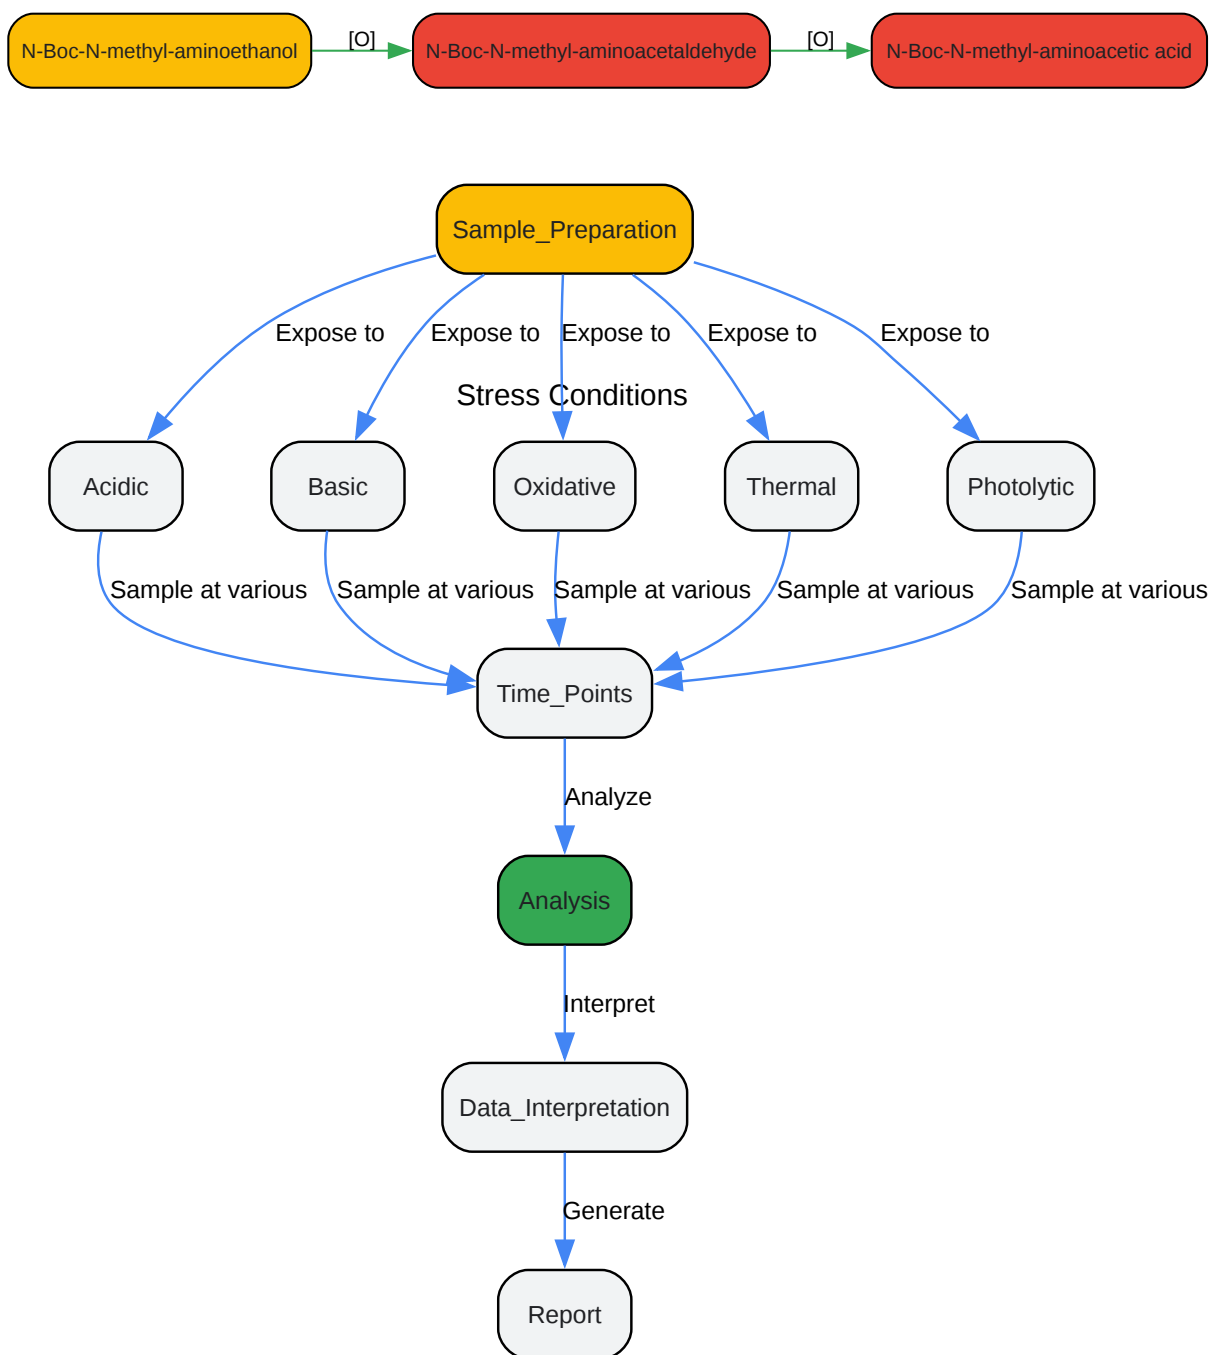 N-Boc-N-methyl-aminoethanol
[O]
N-Boc-N-methyl-aminoacetaldehyde
[O]
N-Boc-N-methyl-aminoacetic acid
Sample_Preparation
Expose to
Expose to
Expose to
Expose to
Expose to
Stress Conditions
Acidic
Basic
Oxidative
Thermal
Photolytic
Sample at various
Sample at various
Sample at various
Sample at various
Sample at various
Time_Points
Analyze
Analysis
Interpret
Data_Interpretation
Generate
Report